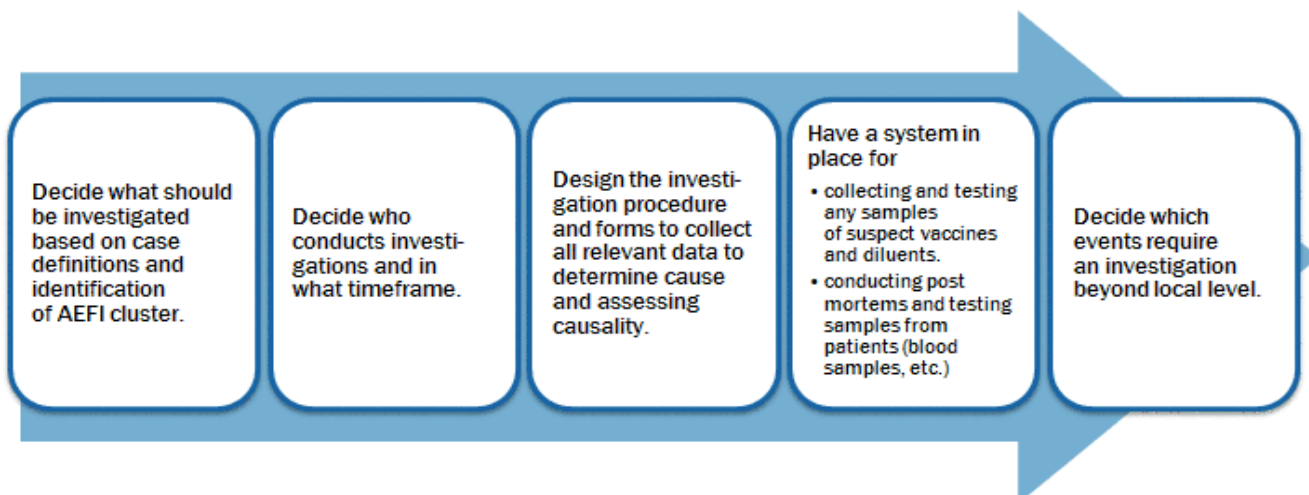 Decide what should
be investigated
based on case
definitions and
identification
of AEFI cluster.
Decide who
conducts investi-
gations and in
what timeframe.
Design the investi-
gation procedure
and forms to collect
all relevant data to
determine cause
and assessing
causality.
Have a system in
place for
• collecting and testing
any samples
of suspect vaccines
and diluents.
• conducting post
mortems and testing
samples from
patients (blood
samples, etc.)
Decide which
events require
an investigation
beyond local level.